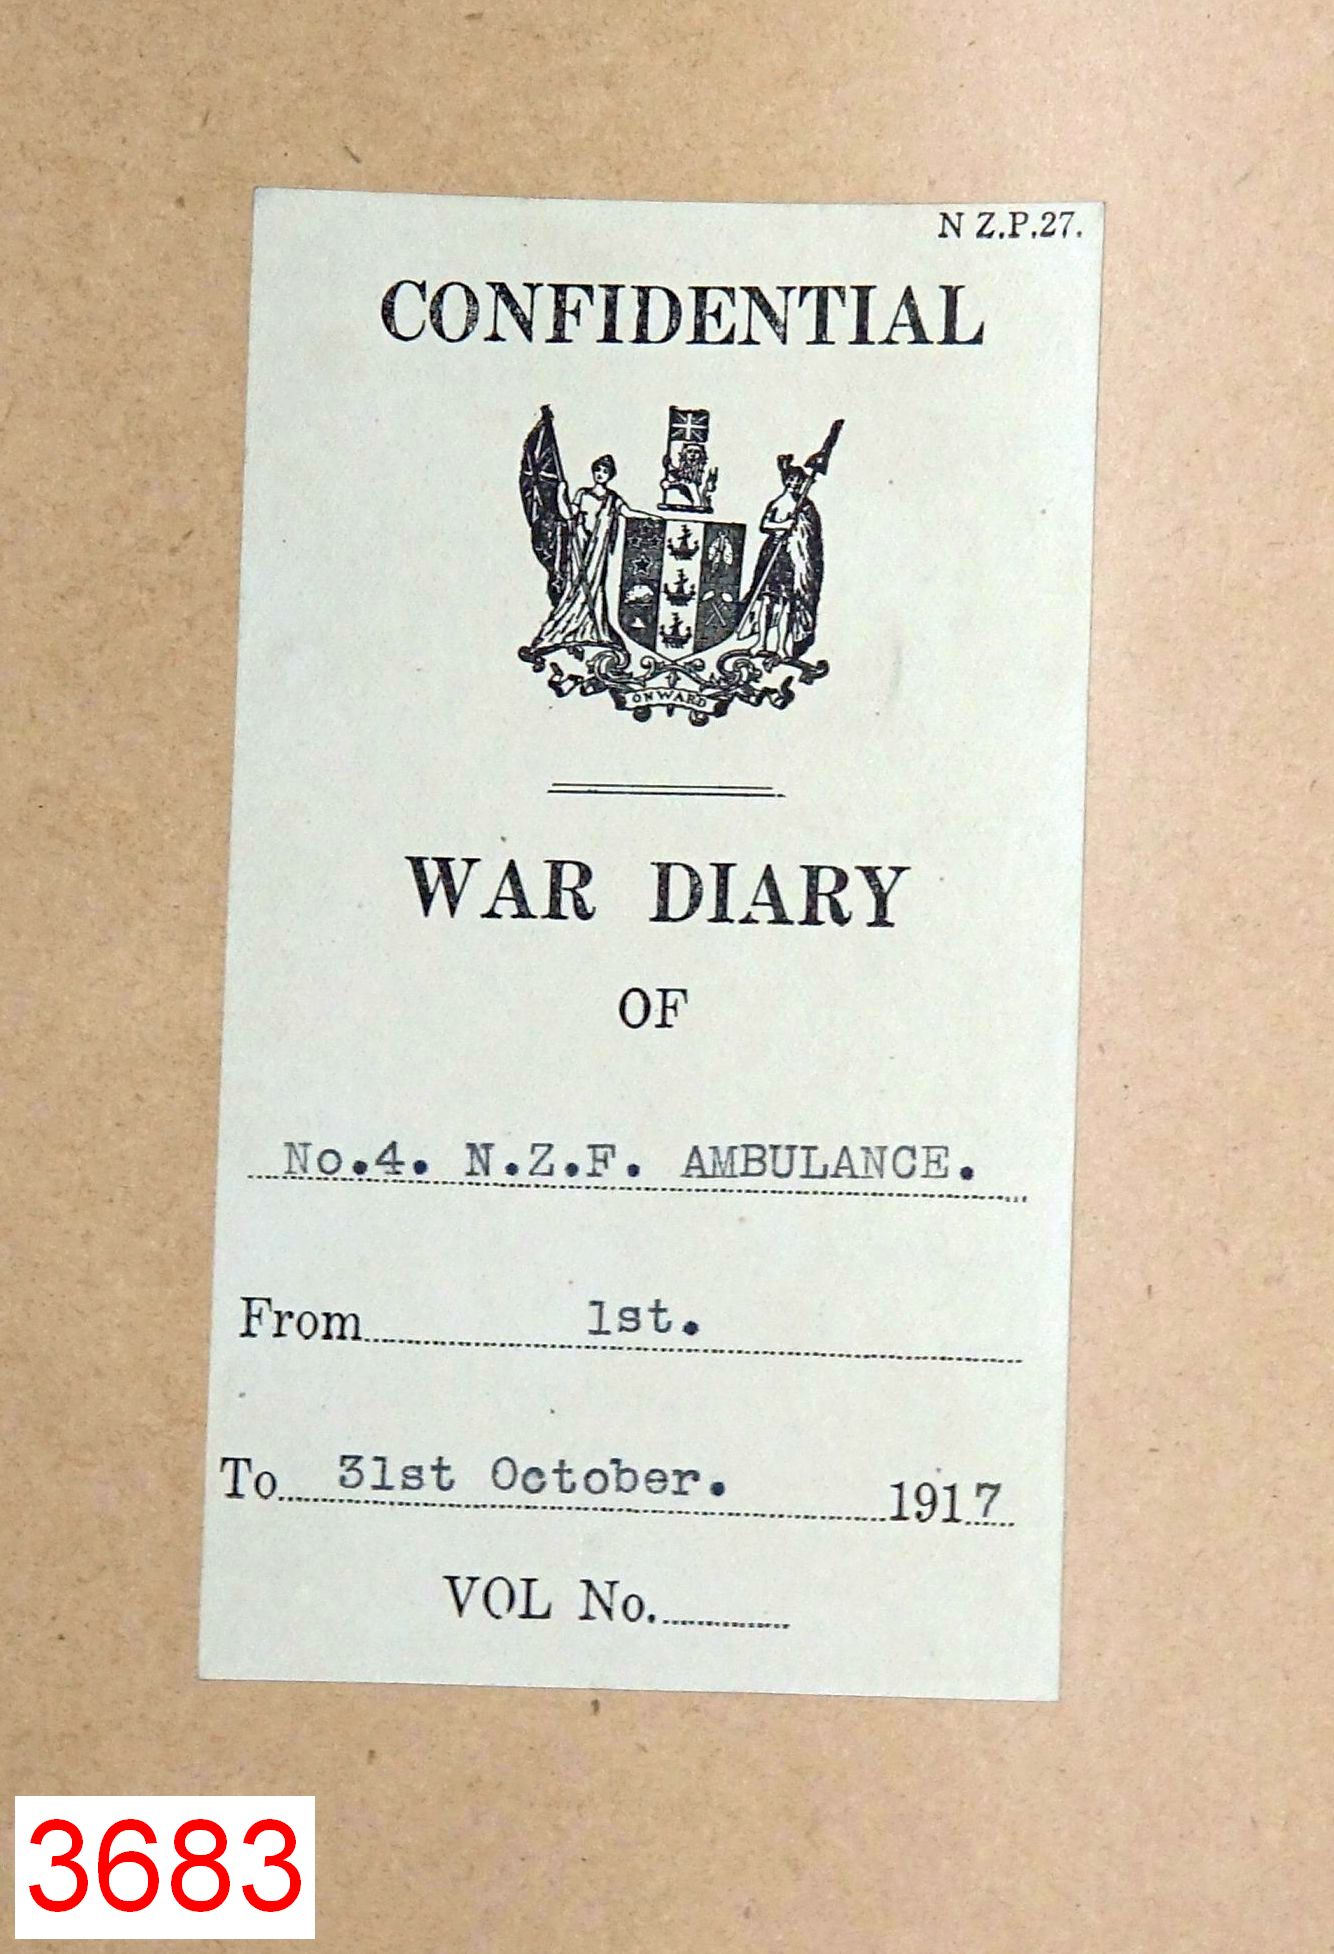 N Z.P.27.
CONFIDENTIAL
ONWARD
WAR DIARY
OF
No.4. N.Z.F. AMBULANCE.
From 1st.
To 31st October. 1917
VOL No.
3683